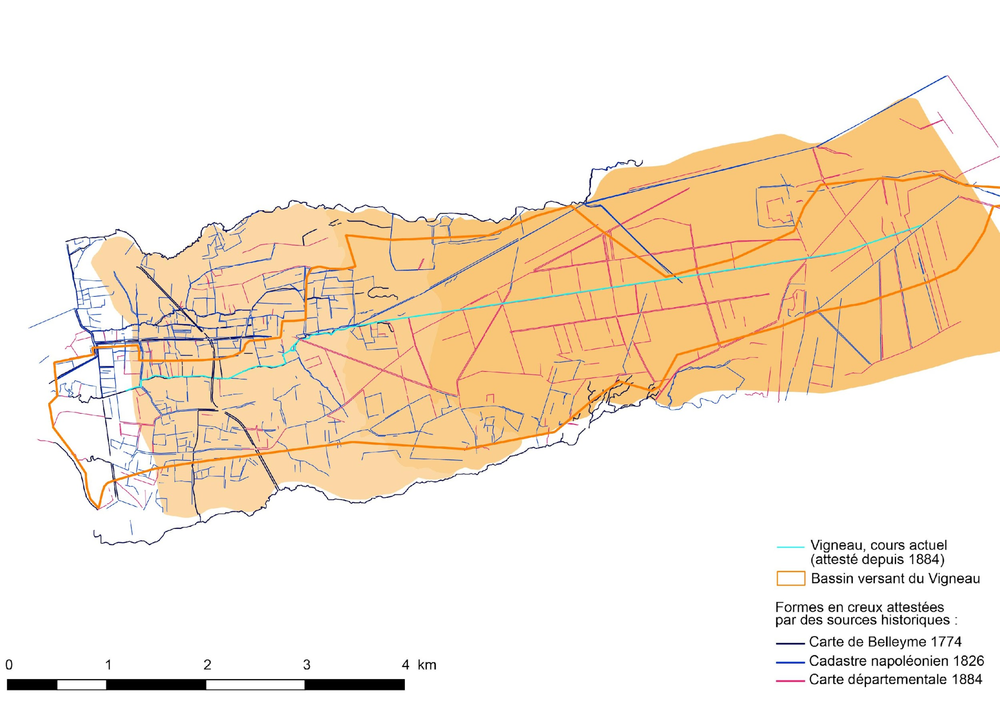 Vigneau, cours actuel
(attesté depuis 1884)
Bassin versant du Vigneau
Formes en creux attestées
par des sources historiques :
Carte de Belleyme 1774
Cadastre napoléonien 1826
Carte départementale 1884
0 1 2 3 4 km